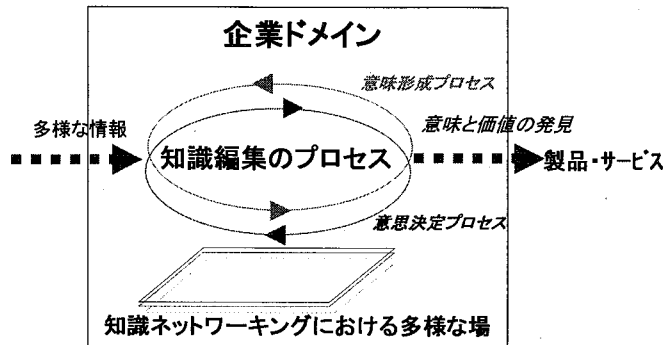 企業ドメイン
意味形成プロセス
多様な情報
意味と価値の発見
知識編集のプロセス
製品・サービス
意思決定プロセス
知識ネットワーキングにおける多様な場